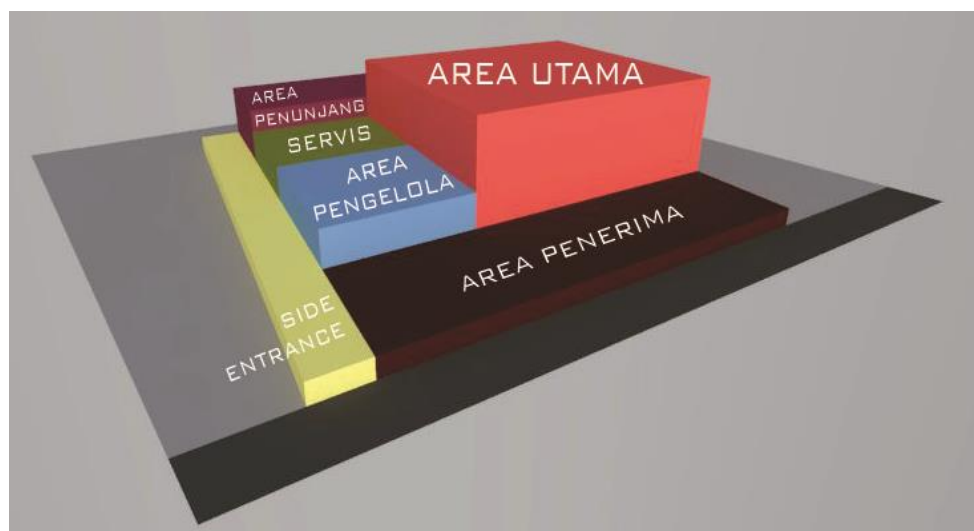 AREA UTAMA
AREA
PENUNJANG
SERVIS
AREA
PENGELOLA
AREA PENERIMA
SIDE
ENTRANCE